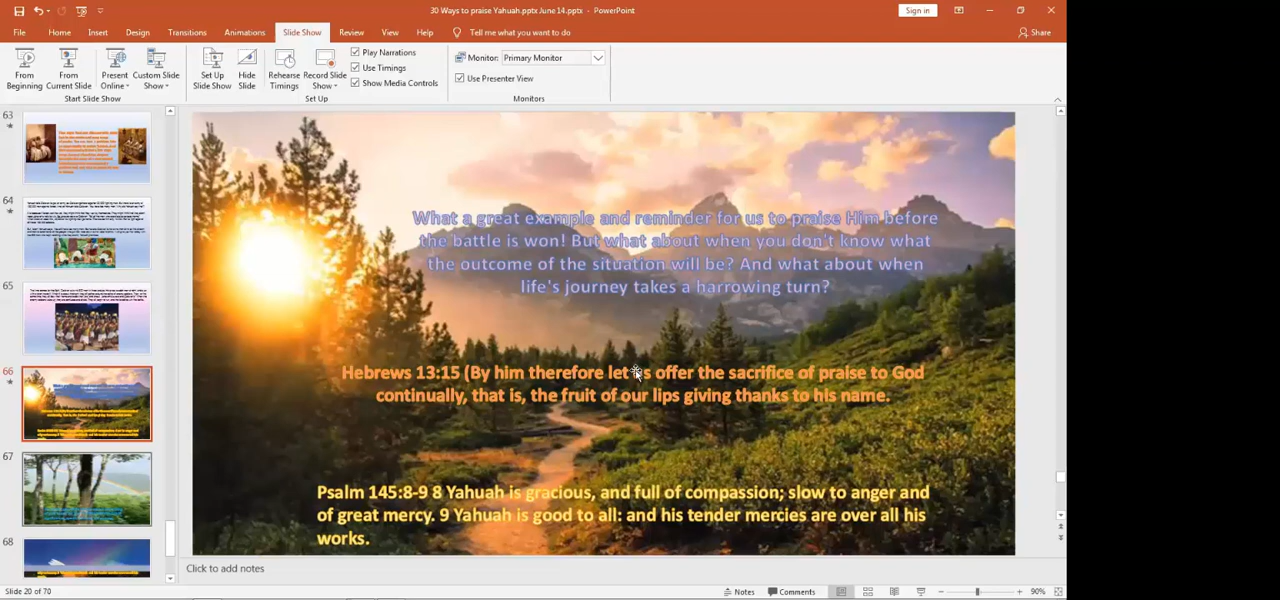 30 Ways to praise Yahuah.pptx June 14.pptx - PowerPoint
Sign in
File Home Insert Design Transitions Animations Slide Show Review View Help Tell me what you want to do Share
From Beginning
From Current Slide
Present Online
Custom Slide Show
Start Slide Show
Set Up Slide Show
Hide Slide
Rehearse Timings
Record Slide Show
Play Narrations
Use Timings
Show Media Controls
Set Up
Monitor: Primary Monitor
Use Presenter View
Monitors
63
64
65
66
67
68
What a great example and reminder for us to praise Him before
the battle is won! But what about when you don't know what
the outcome of the situation will be? And what about when
life's journey takes a harrowing turn?
Hebrews 13:15 (By him therefore let us offer the sacrifice of praise to God
continually, that is, the fruit of our lips giving thanks to his name.
Psalm 145:8-9 8 Yahuah is gracious, and full of compassion; slow to anger and
of great mercy. 9 Yahuah is good to all: and his tender mercies are over all his
works.
Click to add notes
Slide 20 of 70
Notes Comments 90%